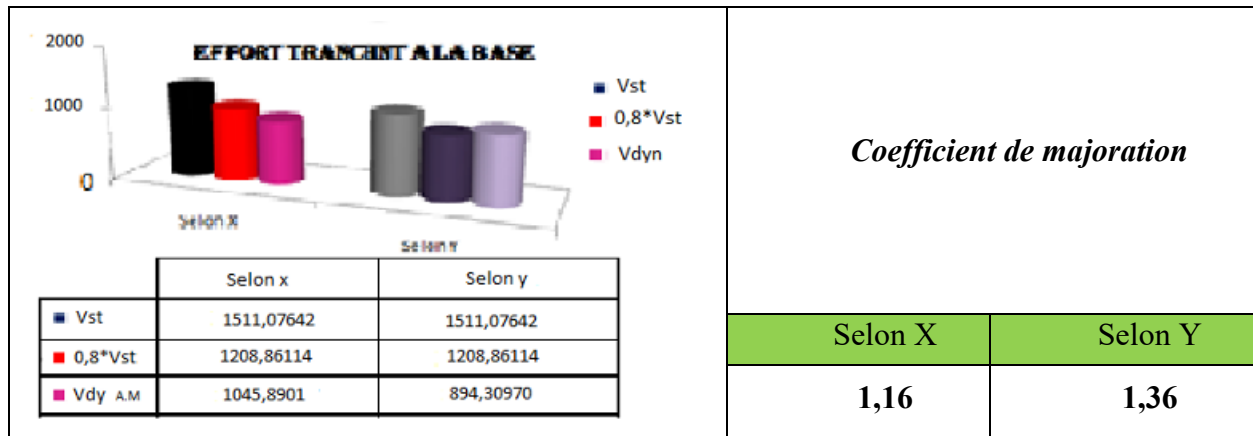 2000
EFFORT TRANCHNT A LA BASE
Vst
1000
0,8*Vst
Vdyn
0
Selon X
Selon Y
Coefficient de majoration
Selon x Selon y
Vst 1511,07642 1511,07642
0,8*Vst 1208,86114 1208,86114
Vdy A.M 1045,8901 894,30970
Selon X Selon Y
1,16 1,36